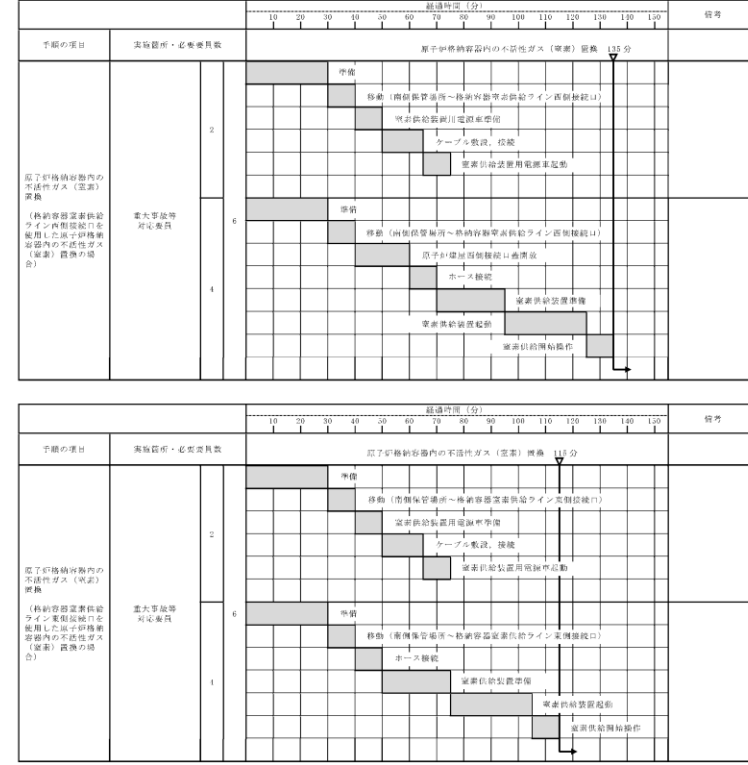 経過時間（分）
10 20 30 40 50 60 70 80 90 100 110 120 130 140 150
備考
手順の項目
実施箇所・必要要員数
原子炉格納容器内の不活性ガス（窒素）置換 135分
準備
移動（南側保管場所～格納容器窒素供給ライン西側接続口）
窒素供給装置用電源車準備
2
ケーブル敷設、接続
窒素供給装置用電源車起動
原子炉格納容器内の
不活性ガス（窒素）
置換
（格納容器窒素供給
ライン西側接続口を
使用した原子炉格納
容器内の不活性ガス
（窒素）置換の場
合）
重大事故等
対応要員
6
準備
移動（南側保管場所～格納容器窒素供給ライン西側接続口）
原子炉建屋西側接続口蓋開放
ホース接続
4
窒素供給装置準備
窒素供給装置起動
窒素供給開始操作
経過時間（分）
10 20 30 40 50 60 70 80 90 100 110 120 130 140 150
備考
手順の項目
実施箇所・必要要員数
原子炉格納容器内の不活性ガス（窒素）置換 115分
準備
移動（南側保管場所～格納容器窒素供給ライン東側接続口）
窒素供給装置用電源車準備
2
ケーブル敷設、接続
窒素供給装置用電源車起動
原子炉格納容器内の
不活性ガス（窒素）
置換
（格納容器窒素供給
ライン東側接続口を
使用した原子炉格納
容器内の不活性ガス
（窒素）置換の場
合）
重大事故等
対応要員
6
準備
移動（南側保管場所～格納容器窒素供給ライン東側接続口）
ホース接続
窒素供給装置準備
4
窒素供給装置起動
窒素供給開始操作